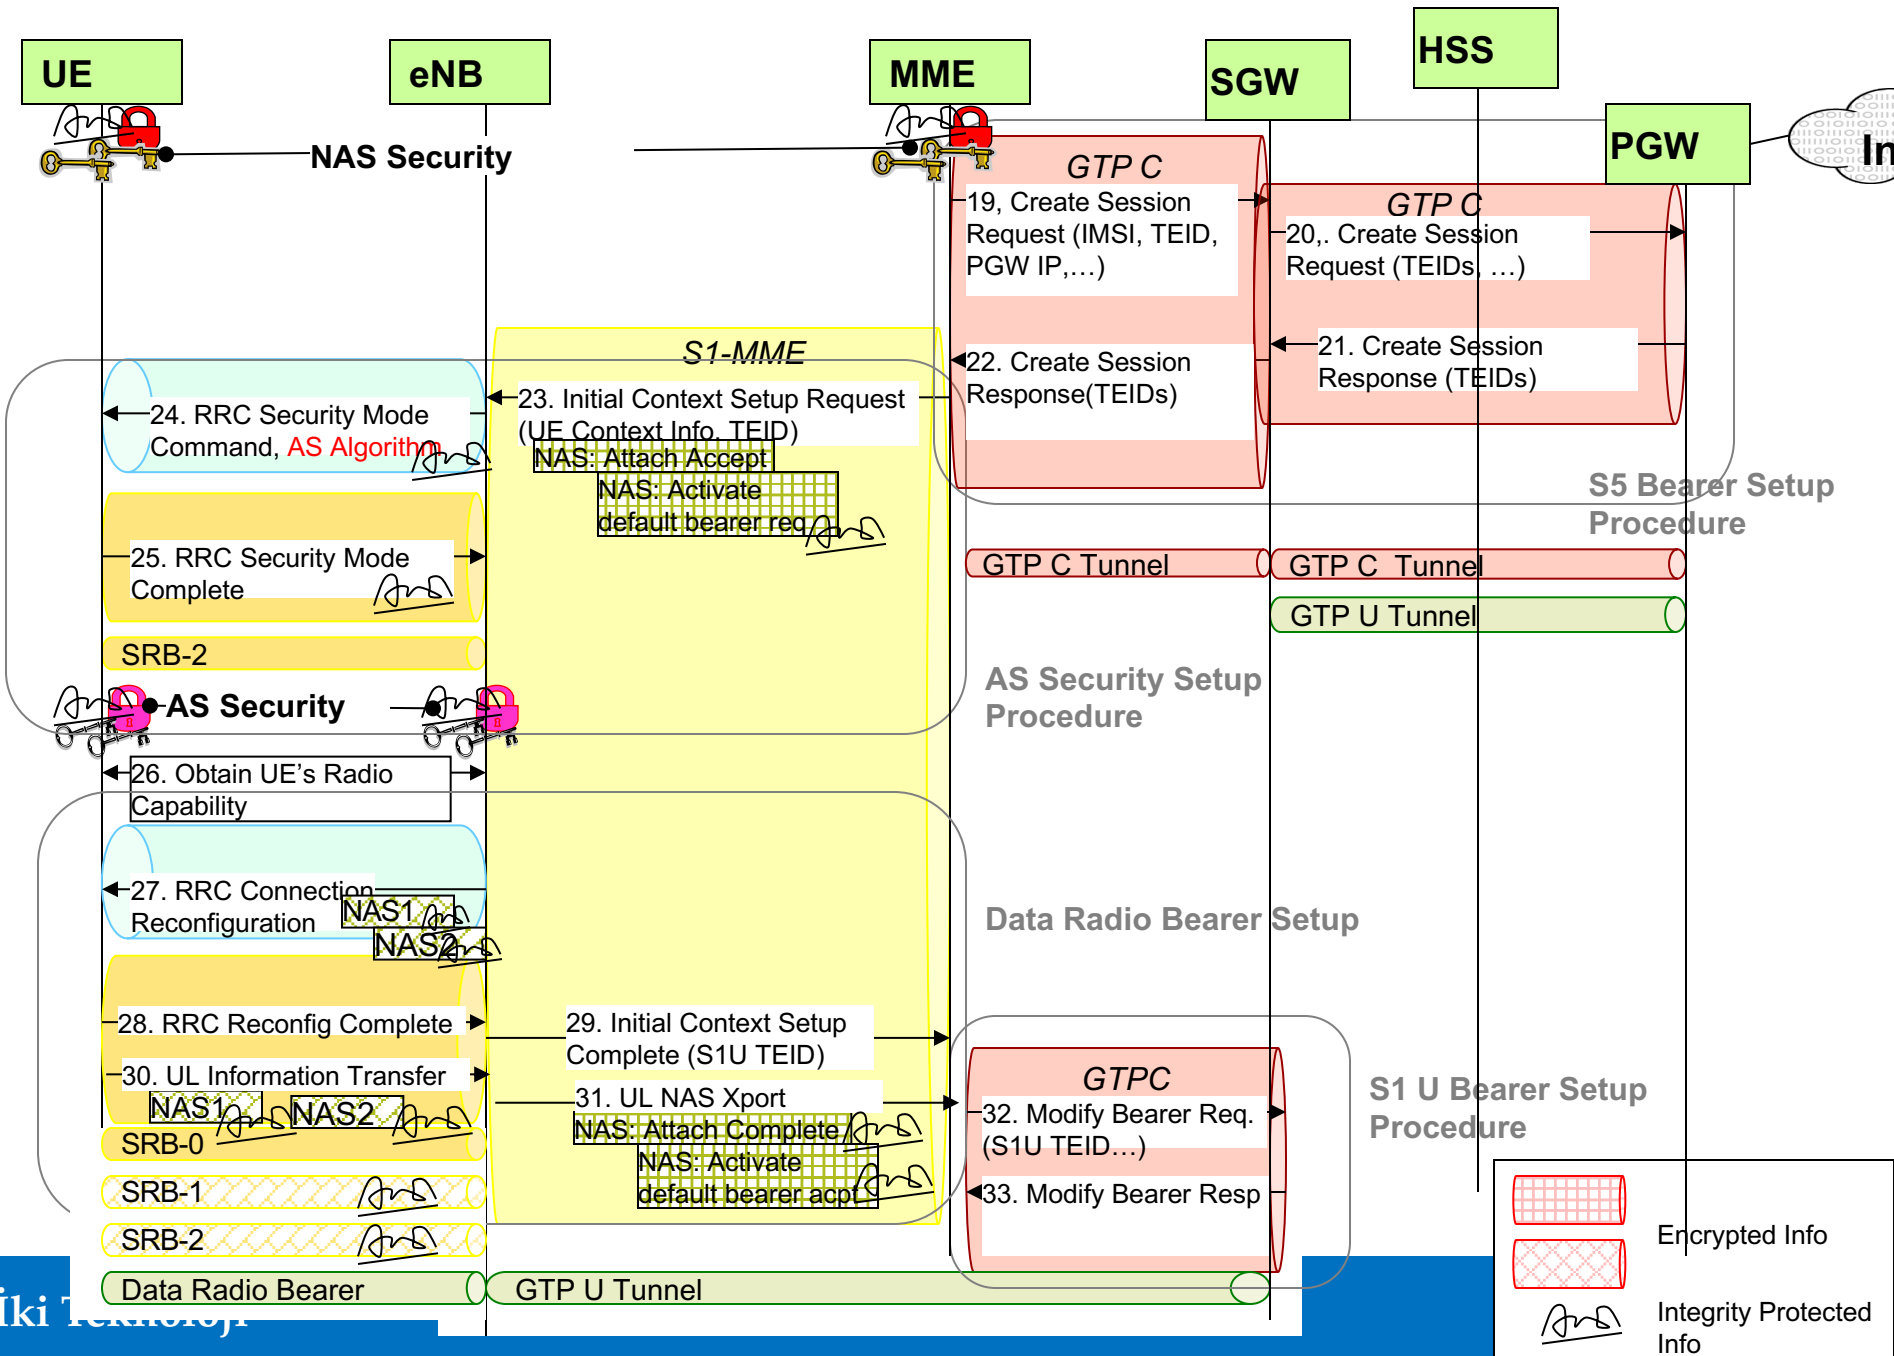 UE
eNB
MME
SGW
HSS
PGW
In
NAS Security
GTP C
19, Create Session
Request (IMSI, TEID,
PGW IP,…)
GTP C
20,. Create Session
Request (TEIDs, …)
21. Create Session
Response (TEIDs)
22. Create Session
Response(TEIDs)
S1-MME
23. Initial Context Setup Request
(UE Context Info, TEID)
NAS: Attach Accept
NAS: Activate
default bearer req
24. RRC Security Mode
Command, AS Algorithm
S5 Bearer Setup
Procedure
25. RRC Security Mode
Complete
GTP C Tunnel
GTP C Tunnel
GTP U Tunnel
SRB-2
AS Security
AS Security Setup
Procedure
26. Obtain UE’s Radio
Capability
27. RRC Connection
Reconfiguration
NAS1
NAS2
Data Radio Bearer Setup
28. RRC Reconfig Complete
29. Initial Context Setup
Complete (S1U TEID)
30. UL Information Transfer
NAS1
NAS2
31. UL NAS Xport
NAS: Attach Complete
NAS: Activate
default bearer acpt
GTPC
32. Modify Bearer Req.
(S1U TEID…)
33. Modify Bearer Resp
S1 U Bearer Setup
Procedure
SRB-0
SRB-1
SRB-2
Data Radio Bearer
GTP U Tunnel
Encrypted Info
Integrity Protected
Info
İki Teknoloji